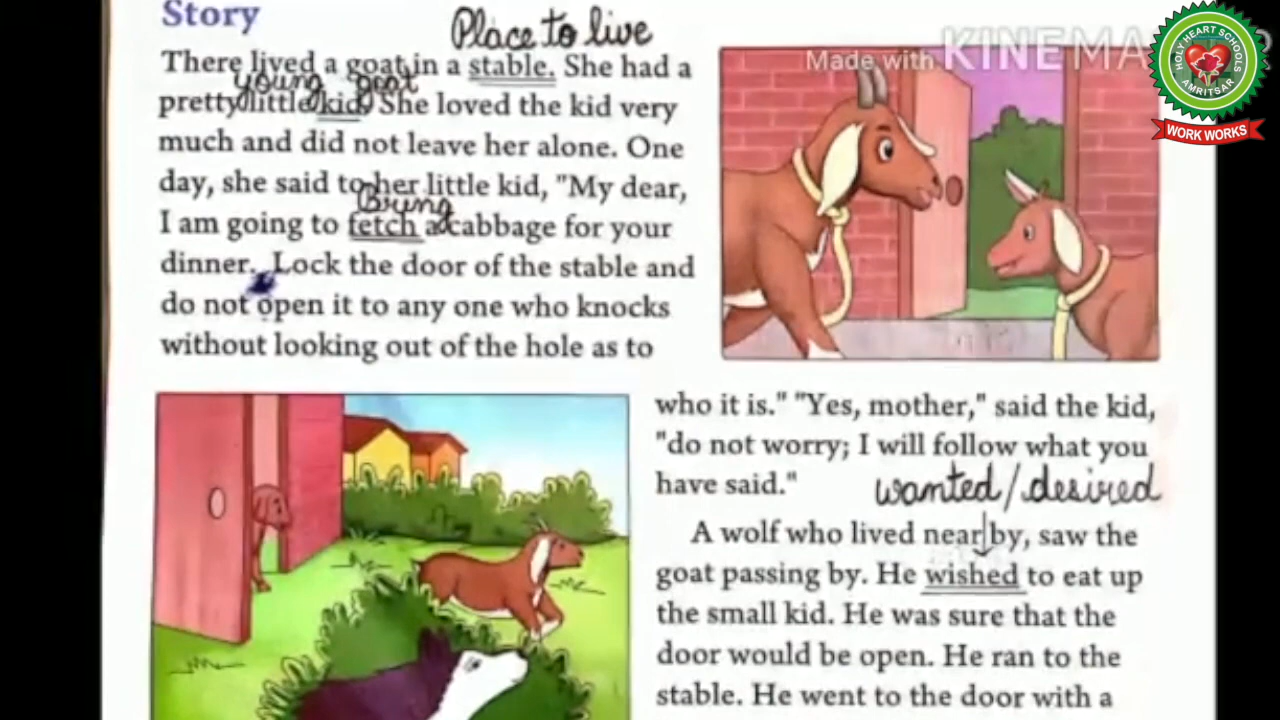 Story
Place to live
There lived a goat in a stable. She had a
young goat
pretty little kid. She loved the kid very
much and did not leave her alone. One
day, she said to her little kid, "My dear,
Bring
I am going to fetch a cabbage for your
dinner. Lock the door of the stable and
do not open it to any one who knocks
without looking out of the hole as to
who it is." "Yes, mother," said the kid,
"do not worry; I will follow what you
have said."
wanted/desired
A wolf who lived near by, saw the
goat passing by. He wished to eat up
the small kid. He was sure that the
door would be open. He ran to the
stable. He went to the door with a
Made with KINEMA
HOLY HEART SCHOOLS
AMRITSAR
WORK WORKS